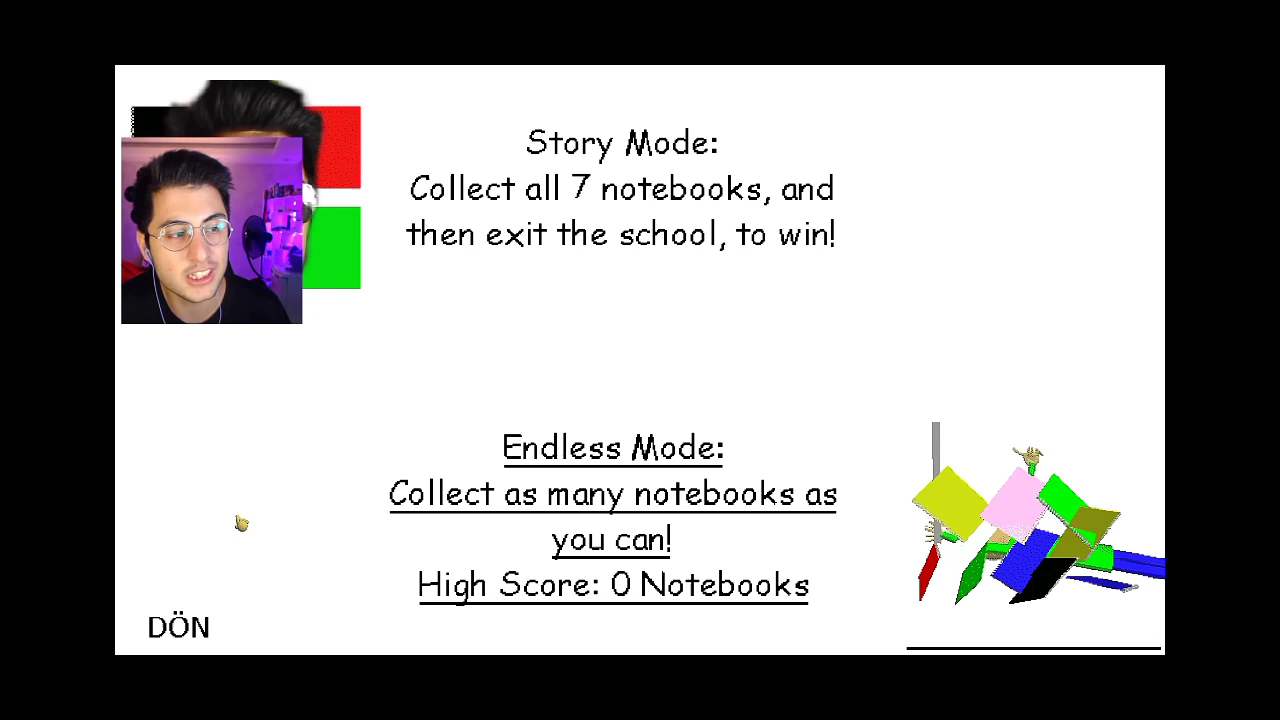 Story Mode:
Collect all 7 notebooks, and
then exit the school, to win!
Endless Mode:
Collect as many notebooks as
you can!
High Score: 0 Notebooks
DÖN